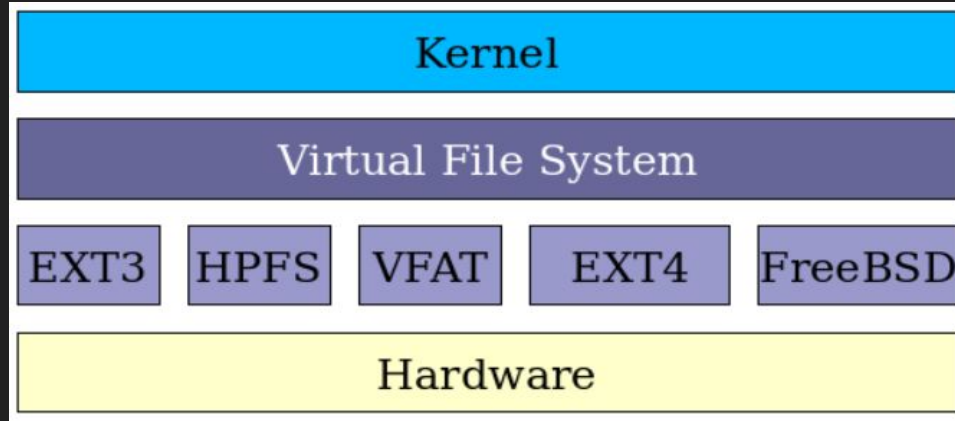 Kernel
Virtual File System
EXT3 HPFS VFAT EXT4 FreeBSD
Hardware